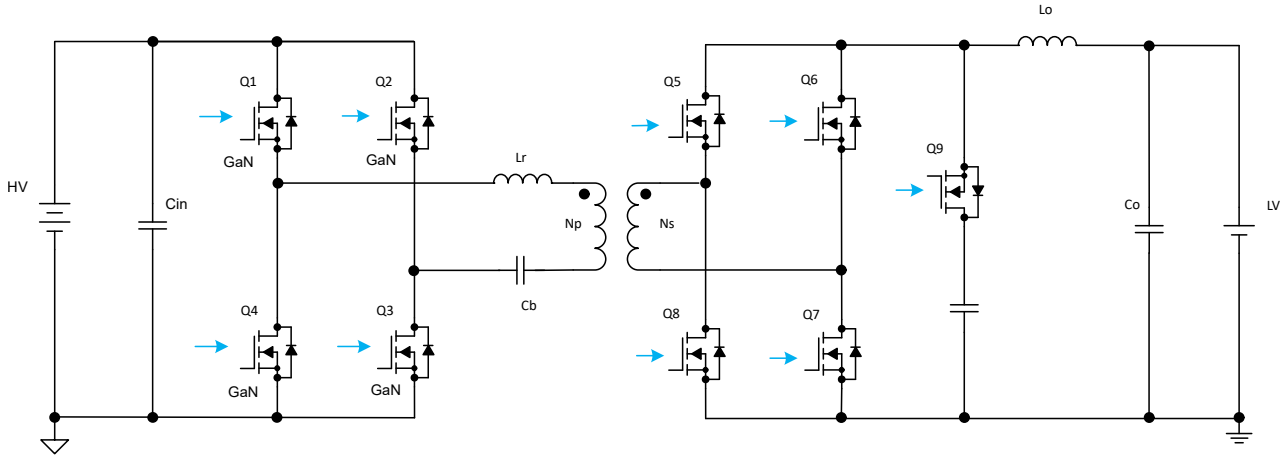 Lo
Q1
Q2
Q5
Q6
GaN
GaN
Q9
Lr
HV
Cin
Np
Ns
Co
LV
Cb
Q4
Q3
Q8
Q7
GaN
GaN